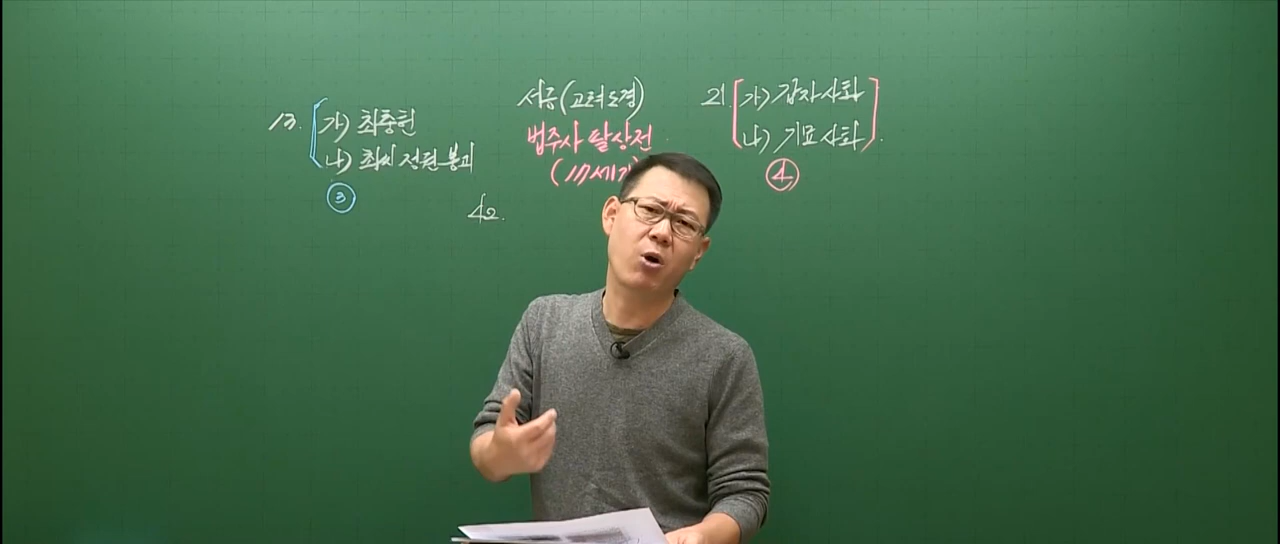 13. 가) 최충헌
나) 최씨 정권 붕괴
③
서긍(고려도경)
법주사 팔상전
(17세기)
42.
21. 가) 갑자사화
나) 기묘사화
④